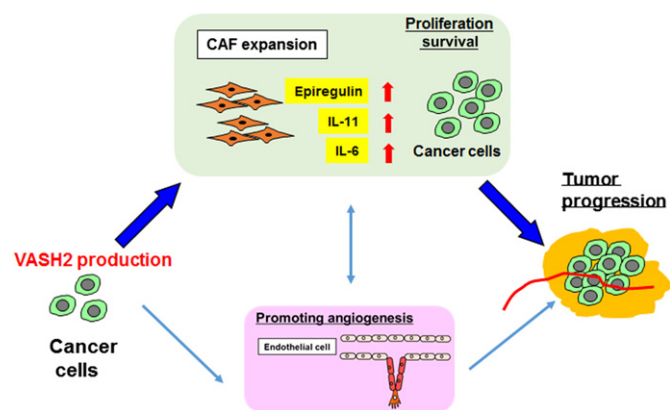 CAF expansion
Proliferation
survival
Epiregulin
IL-11
IL-6
Cancer cells
Tumor
progression
VASH2 production
Cancer
cells
Promoting angiogenesis
Endothelial cell